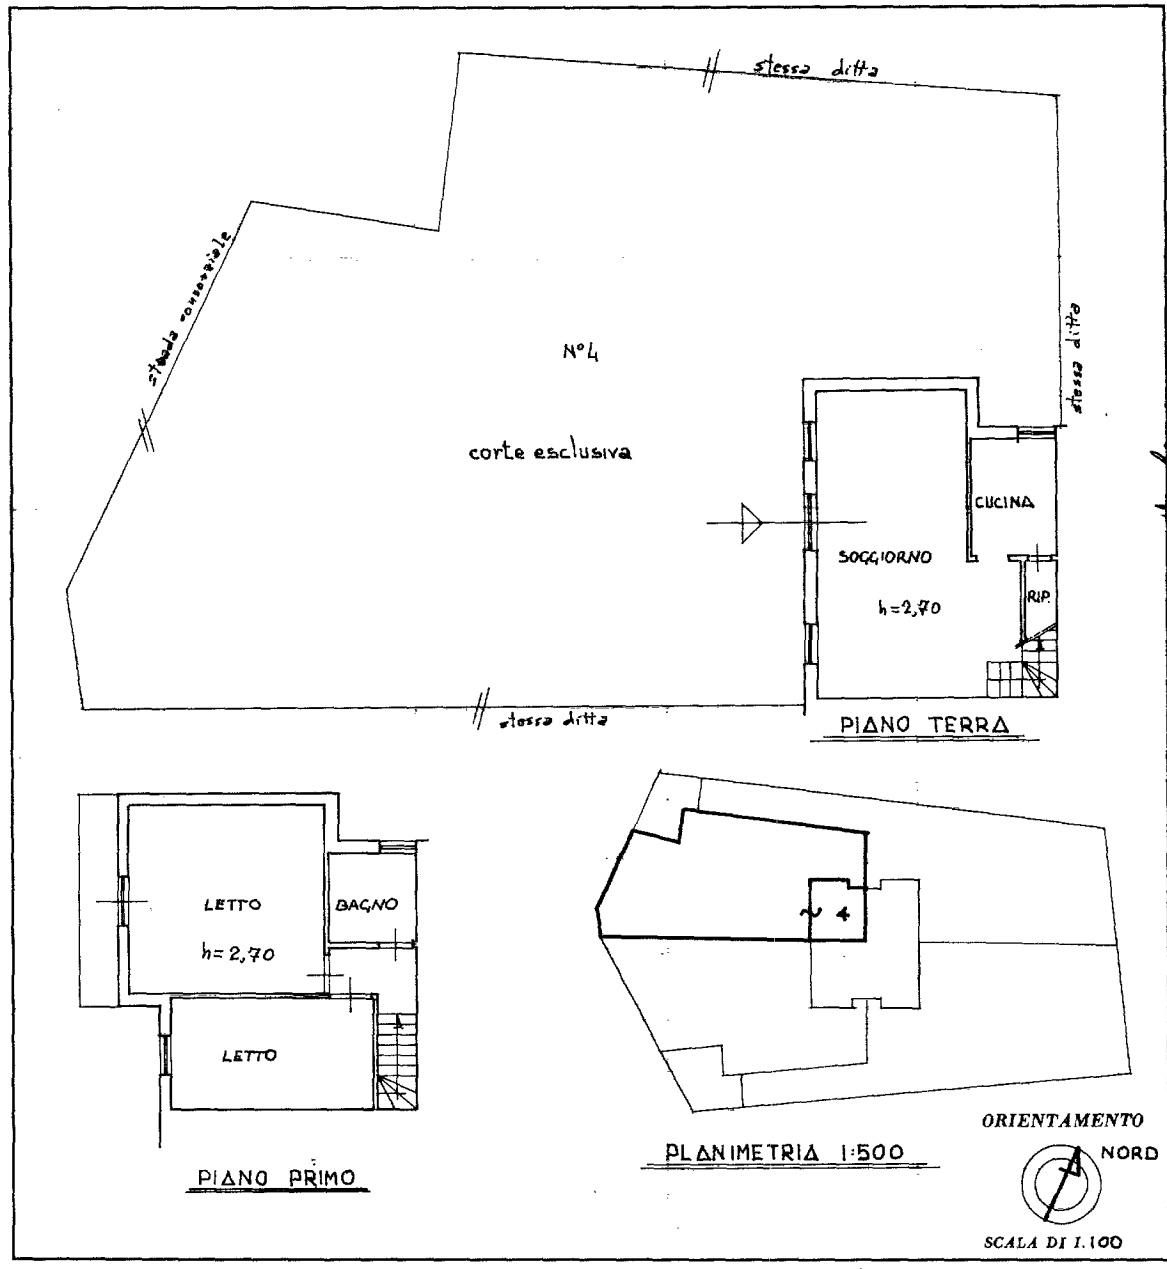 stessa ditta
strada consorziale
N°4
stessa ditta
corte esclusiva
CUCINA
SOGGIORNO
RIP.
h=2,70
stessa ditta
PIANO TERRA
LETTO
BAGNO
h=2,70
4
LETTO
ORIENTAMENTO
PLANIMETRIA 1:500
NORD
PIANO PRIMO
SCALA DI 1.100